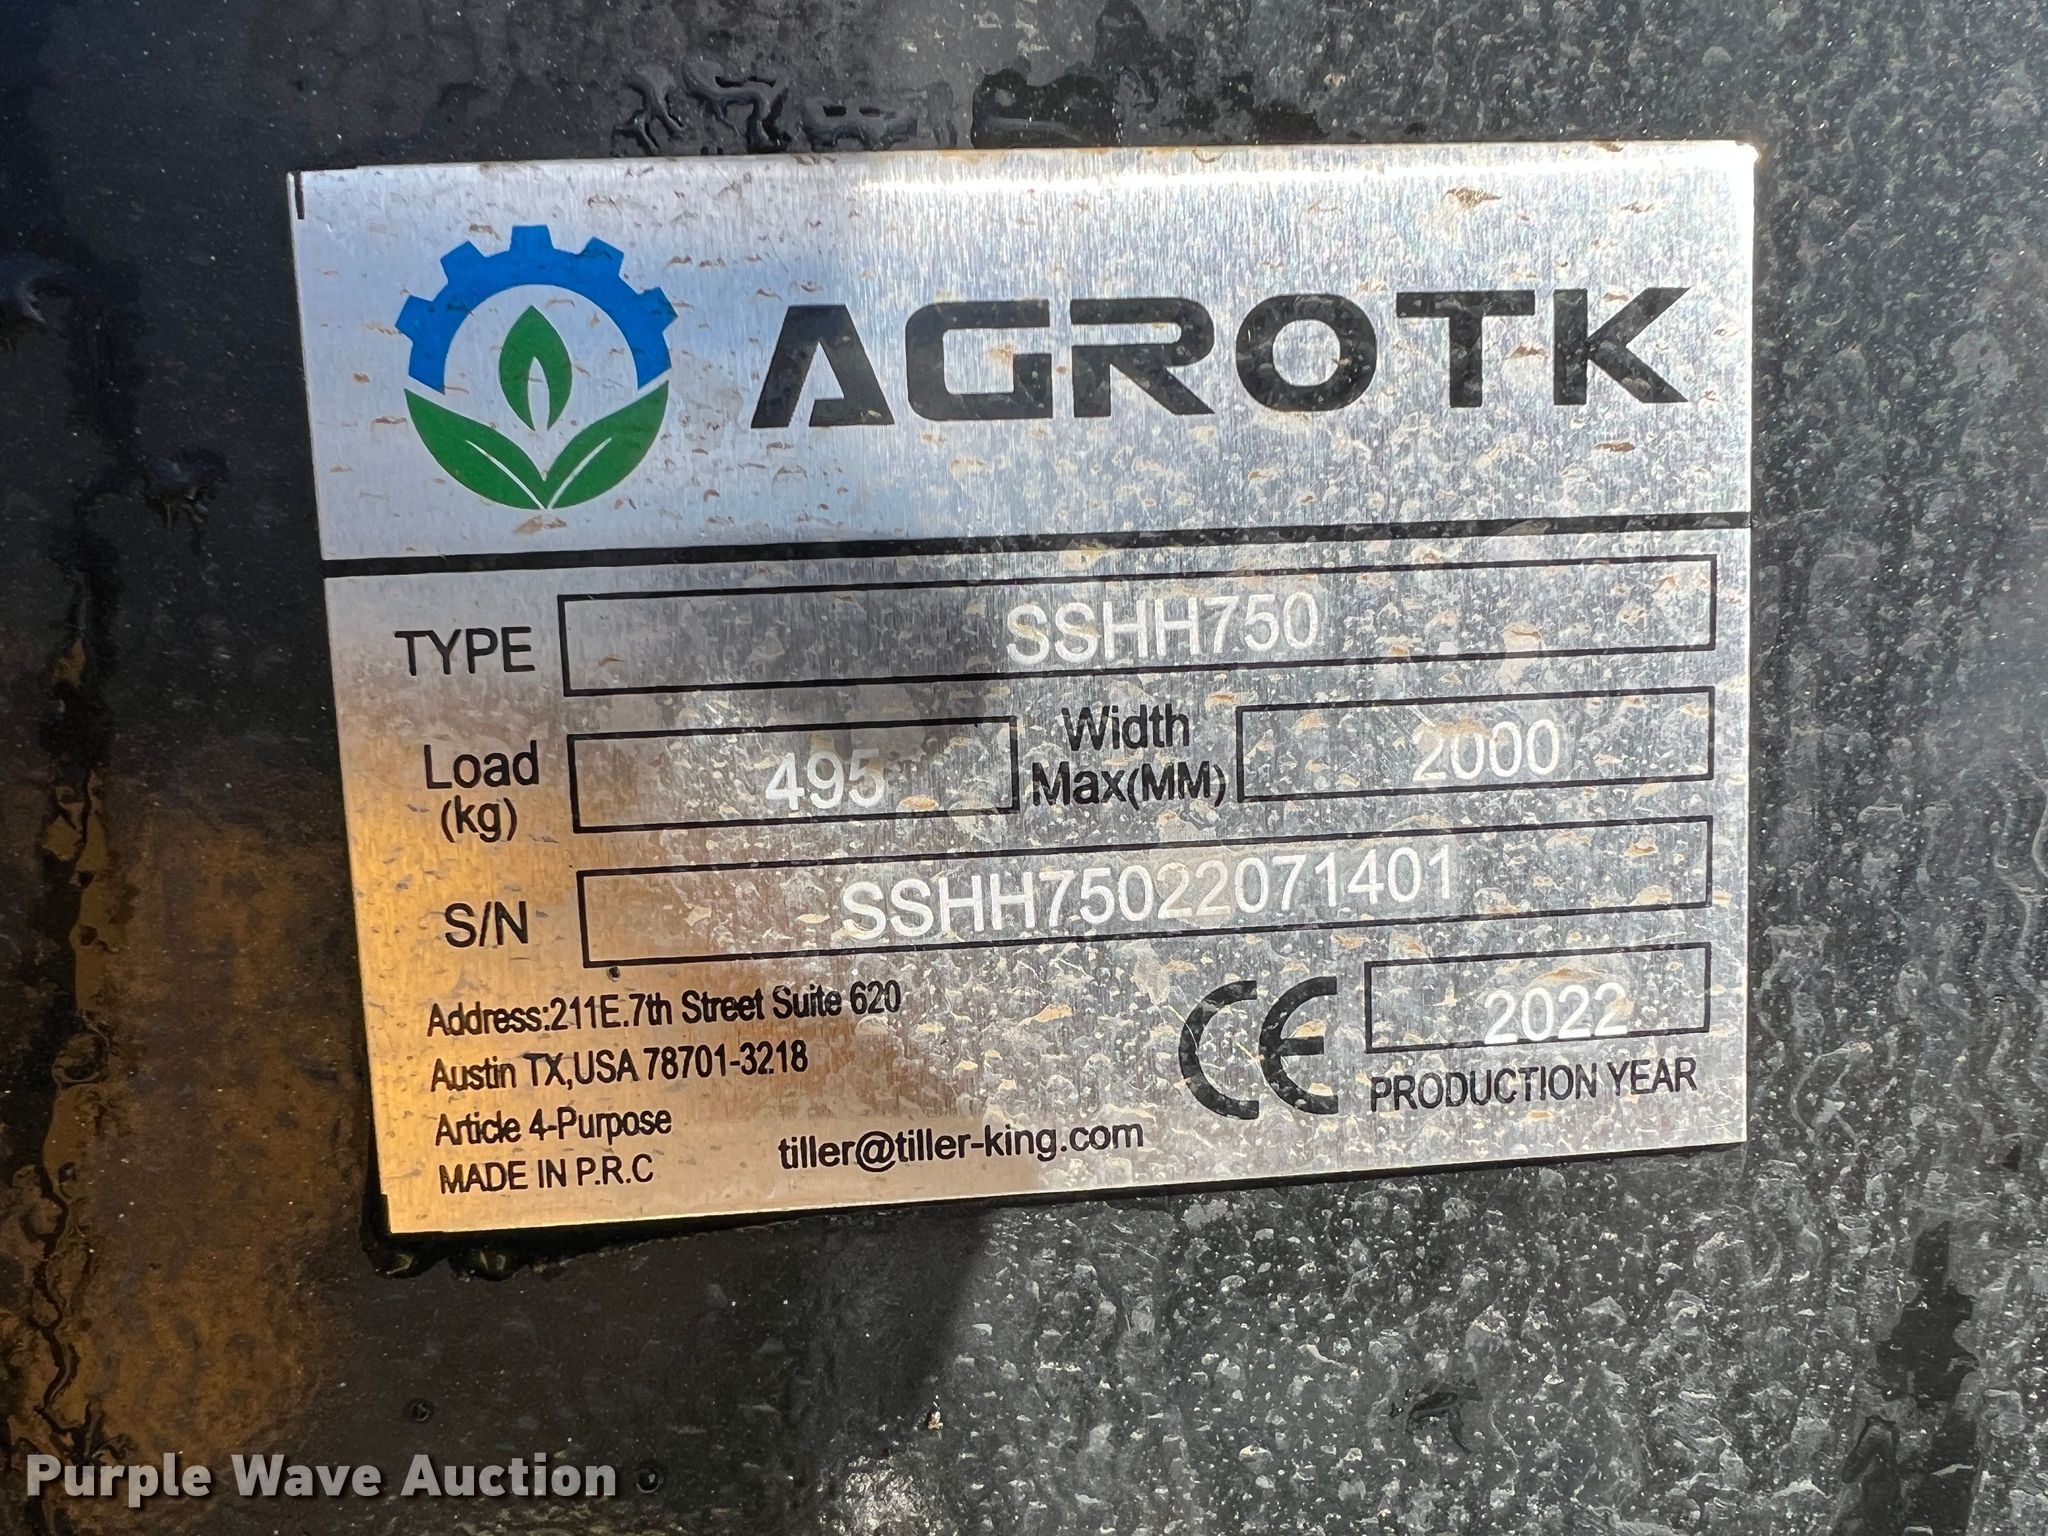 AGROTK
TYPE SSHH750
Load (kg) 495 Width Max(MM) 2000
S/N SSHH75022071401
Address:211E.7th Street Suite 620
Austin TX,USA 78701-3218
Article 4-Purpose
MADE IN P.R.C
tiller@tiller-king.com
CE
2022
PRODUCTION YEAR
Purple Wave Auction